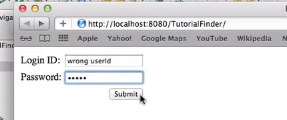 http://localhost:8080/TutorialFinder/
Apple Yahoo! Google Maps YouTube Wikipedia
Login ID: wrong userId
Password: •••••
Submit